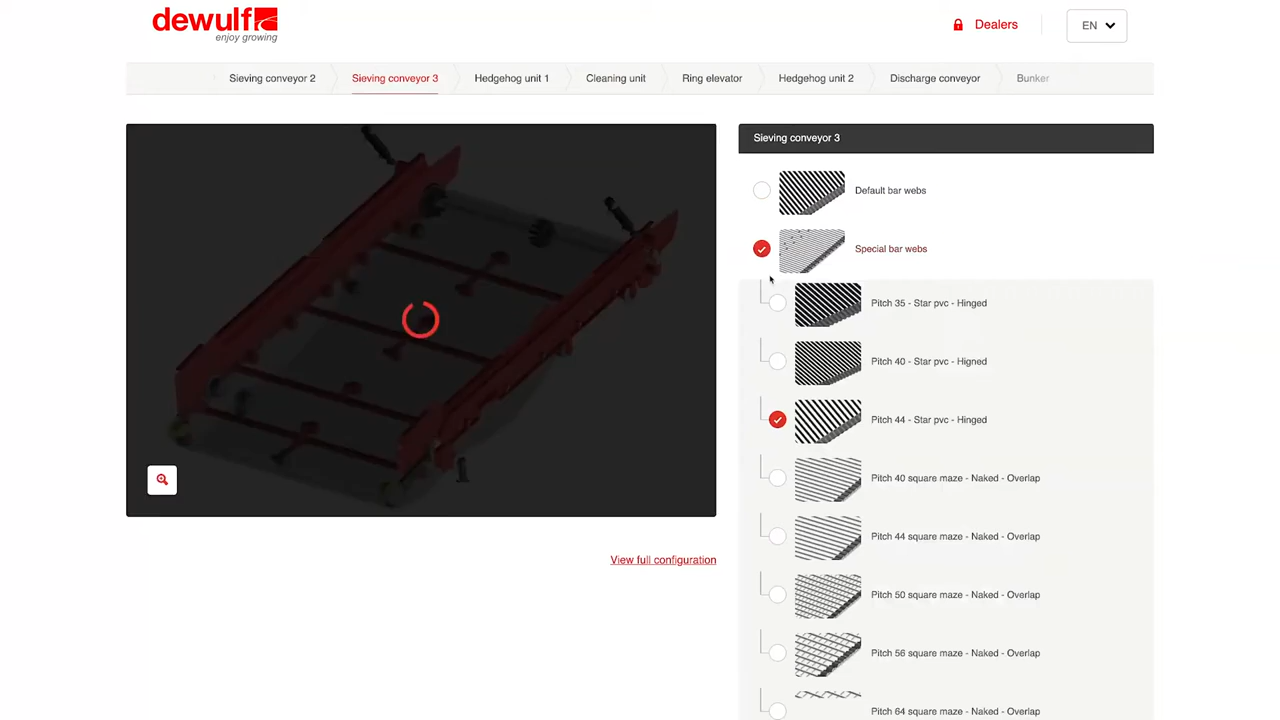 dewulf
enjoy growing
Dealers
EN
Sieving conveyor 2
Sieving conveyor 3
Hedgehog unit 1
Cleaning unit
Ring elevator
Hedgehog unit 2
Discharge conveyor
Bunker
Sieving conveyor 3
Default bar webs
Special bar webs
Pitch 35 - Star pvc - Hinged
Pitch 40 - Star pvc - Higned
Pitch 44 - Star pvc - Hinged
Pitch 40 square maze - Naked - Overlap
Pitch 44 square maze - Naked - Overlap
Pitch 50 square maze - Naked - Overlap
Pitch 56 square maze - Naked - Overlap
Pitch 64 square maze - Naked - Overlap
View full configuration